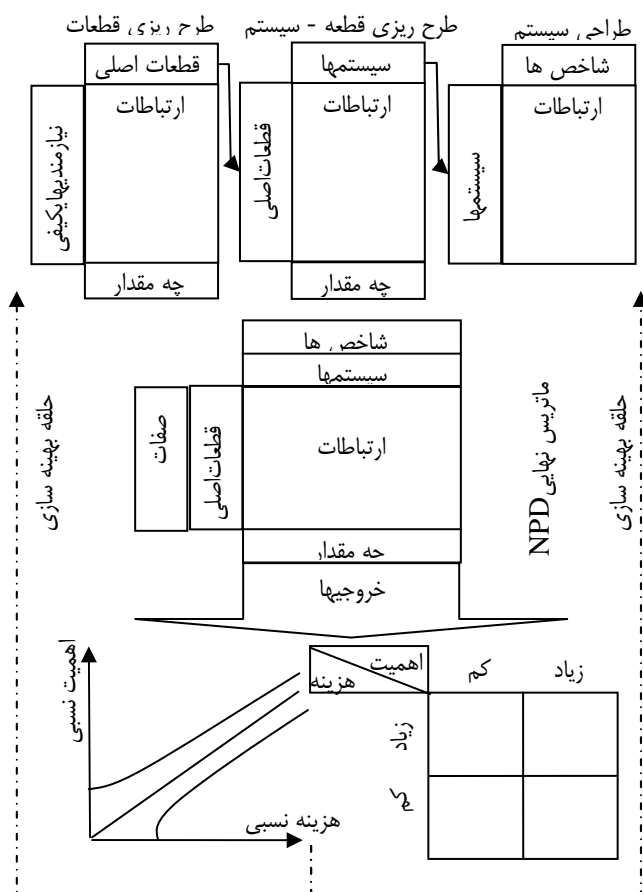 طراحی سیستم
طرح ریزی قطعه - سیستم
طرح ریزی قطعات
شاخص ها
ارتباطات
سیستمها
سیستمها
ارتباطات
قطعات اصلی
چه مقدار
قطعات اصلی
ارتباطات
نیازمندیهایکیفی
چه مقدار
حلقه بهینه سازی
ماتریس نهایی NPD
شاخص ها
سیستمها
ارتباطات
قطعات اصلی
صفات
چه مقدار
خروجیها
حلقه بهینه سازی
زیاد
کم
اهمیت
هزینه
زیاد
کم
اهمیت نسبی
هزینه نسبی